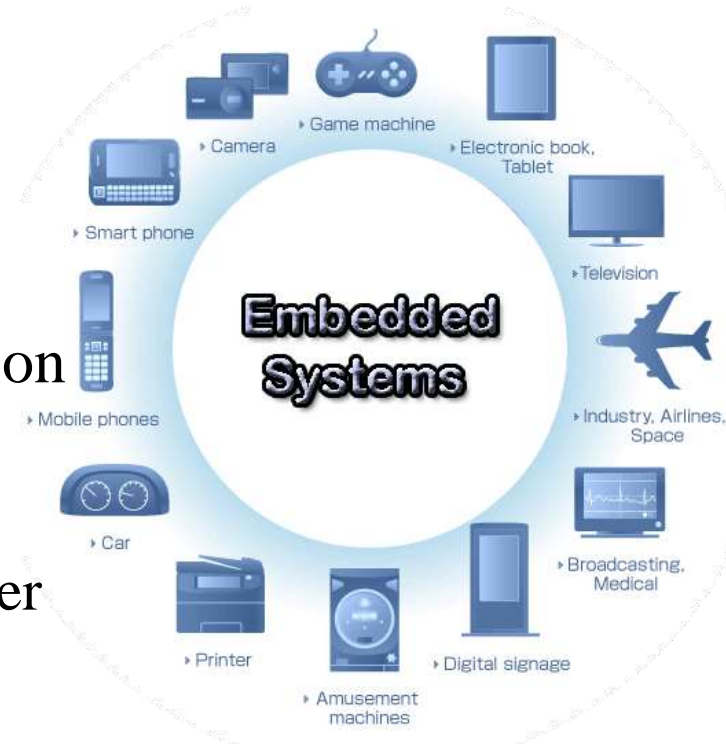 ▸ Game machine
▸ Camera
▸ Electronic book,
Tablet
▸ Smart phone
▸ Television
Embedded
Systems
on
▸ Mobile phones
▸ Industry, Airlines,
Space
▸ Car
▸ Broadcasting,
Medical
er
▸ Printer
▸ Digital signage
▸ Amusement
machines